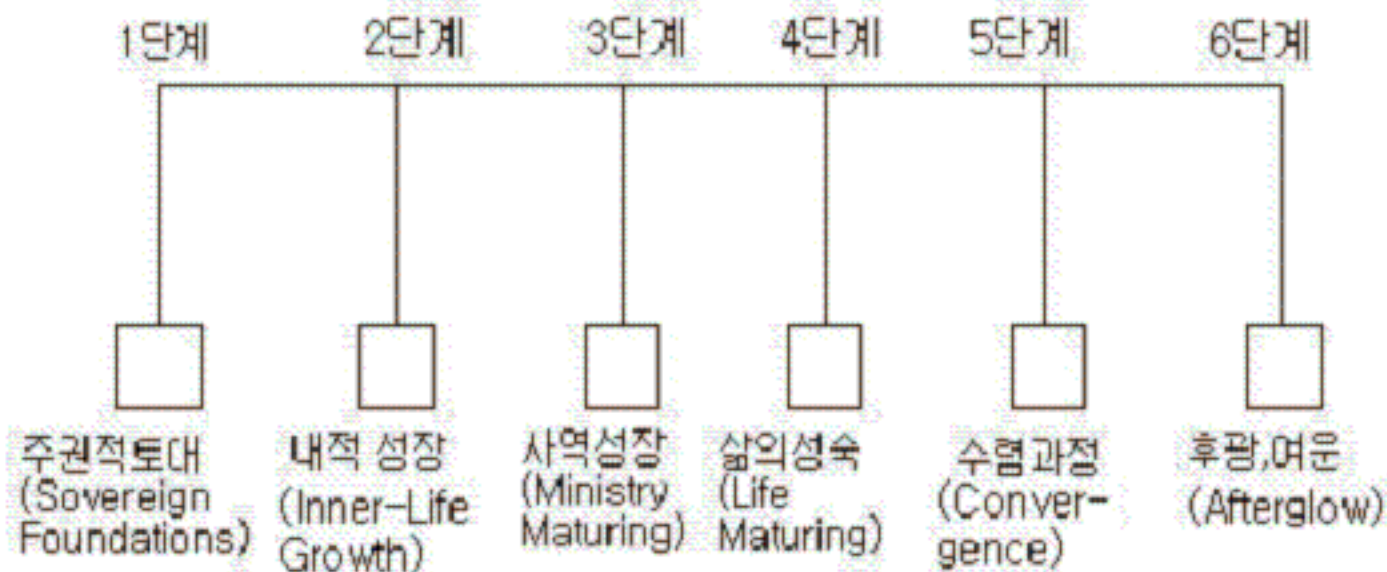 1단계 2단계 3단계 4단계 5단계 6단계
주권적토대
(Sovereign
Foundations)
내적 성장
(Inner-Life
Growth)
사역성장
(Ministry
Maturing)
삶의성숙
(Life
Maturing)
수렴과정
(Conver-
gence)
후광,여운
(Afterglow)